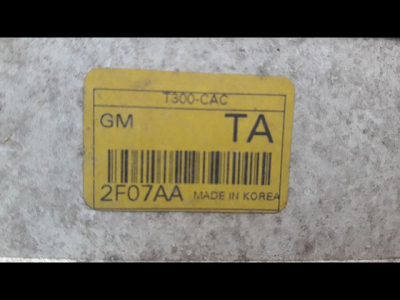 T300-CAC
GM TA
2F07AA MADE IN KOREA